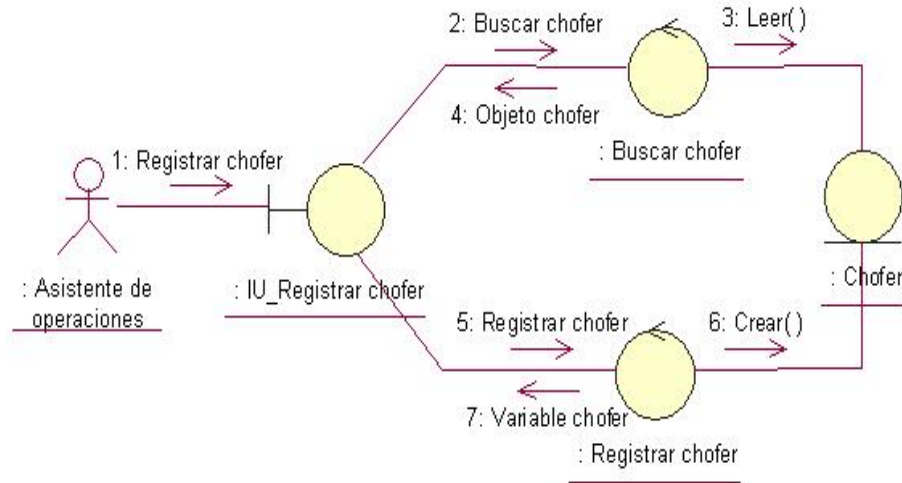 2: Buscar chofer
3: Leer()
4: Objeto chofer
: Buscar chofer
1: Registrar chofer
: Asistente de
operaciones
: IU_Registrar chofer
: Chofer
5: Registrar chofer
6: Crear()
7: Variable chofer
: Registrar chofer